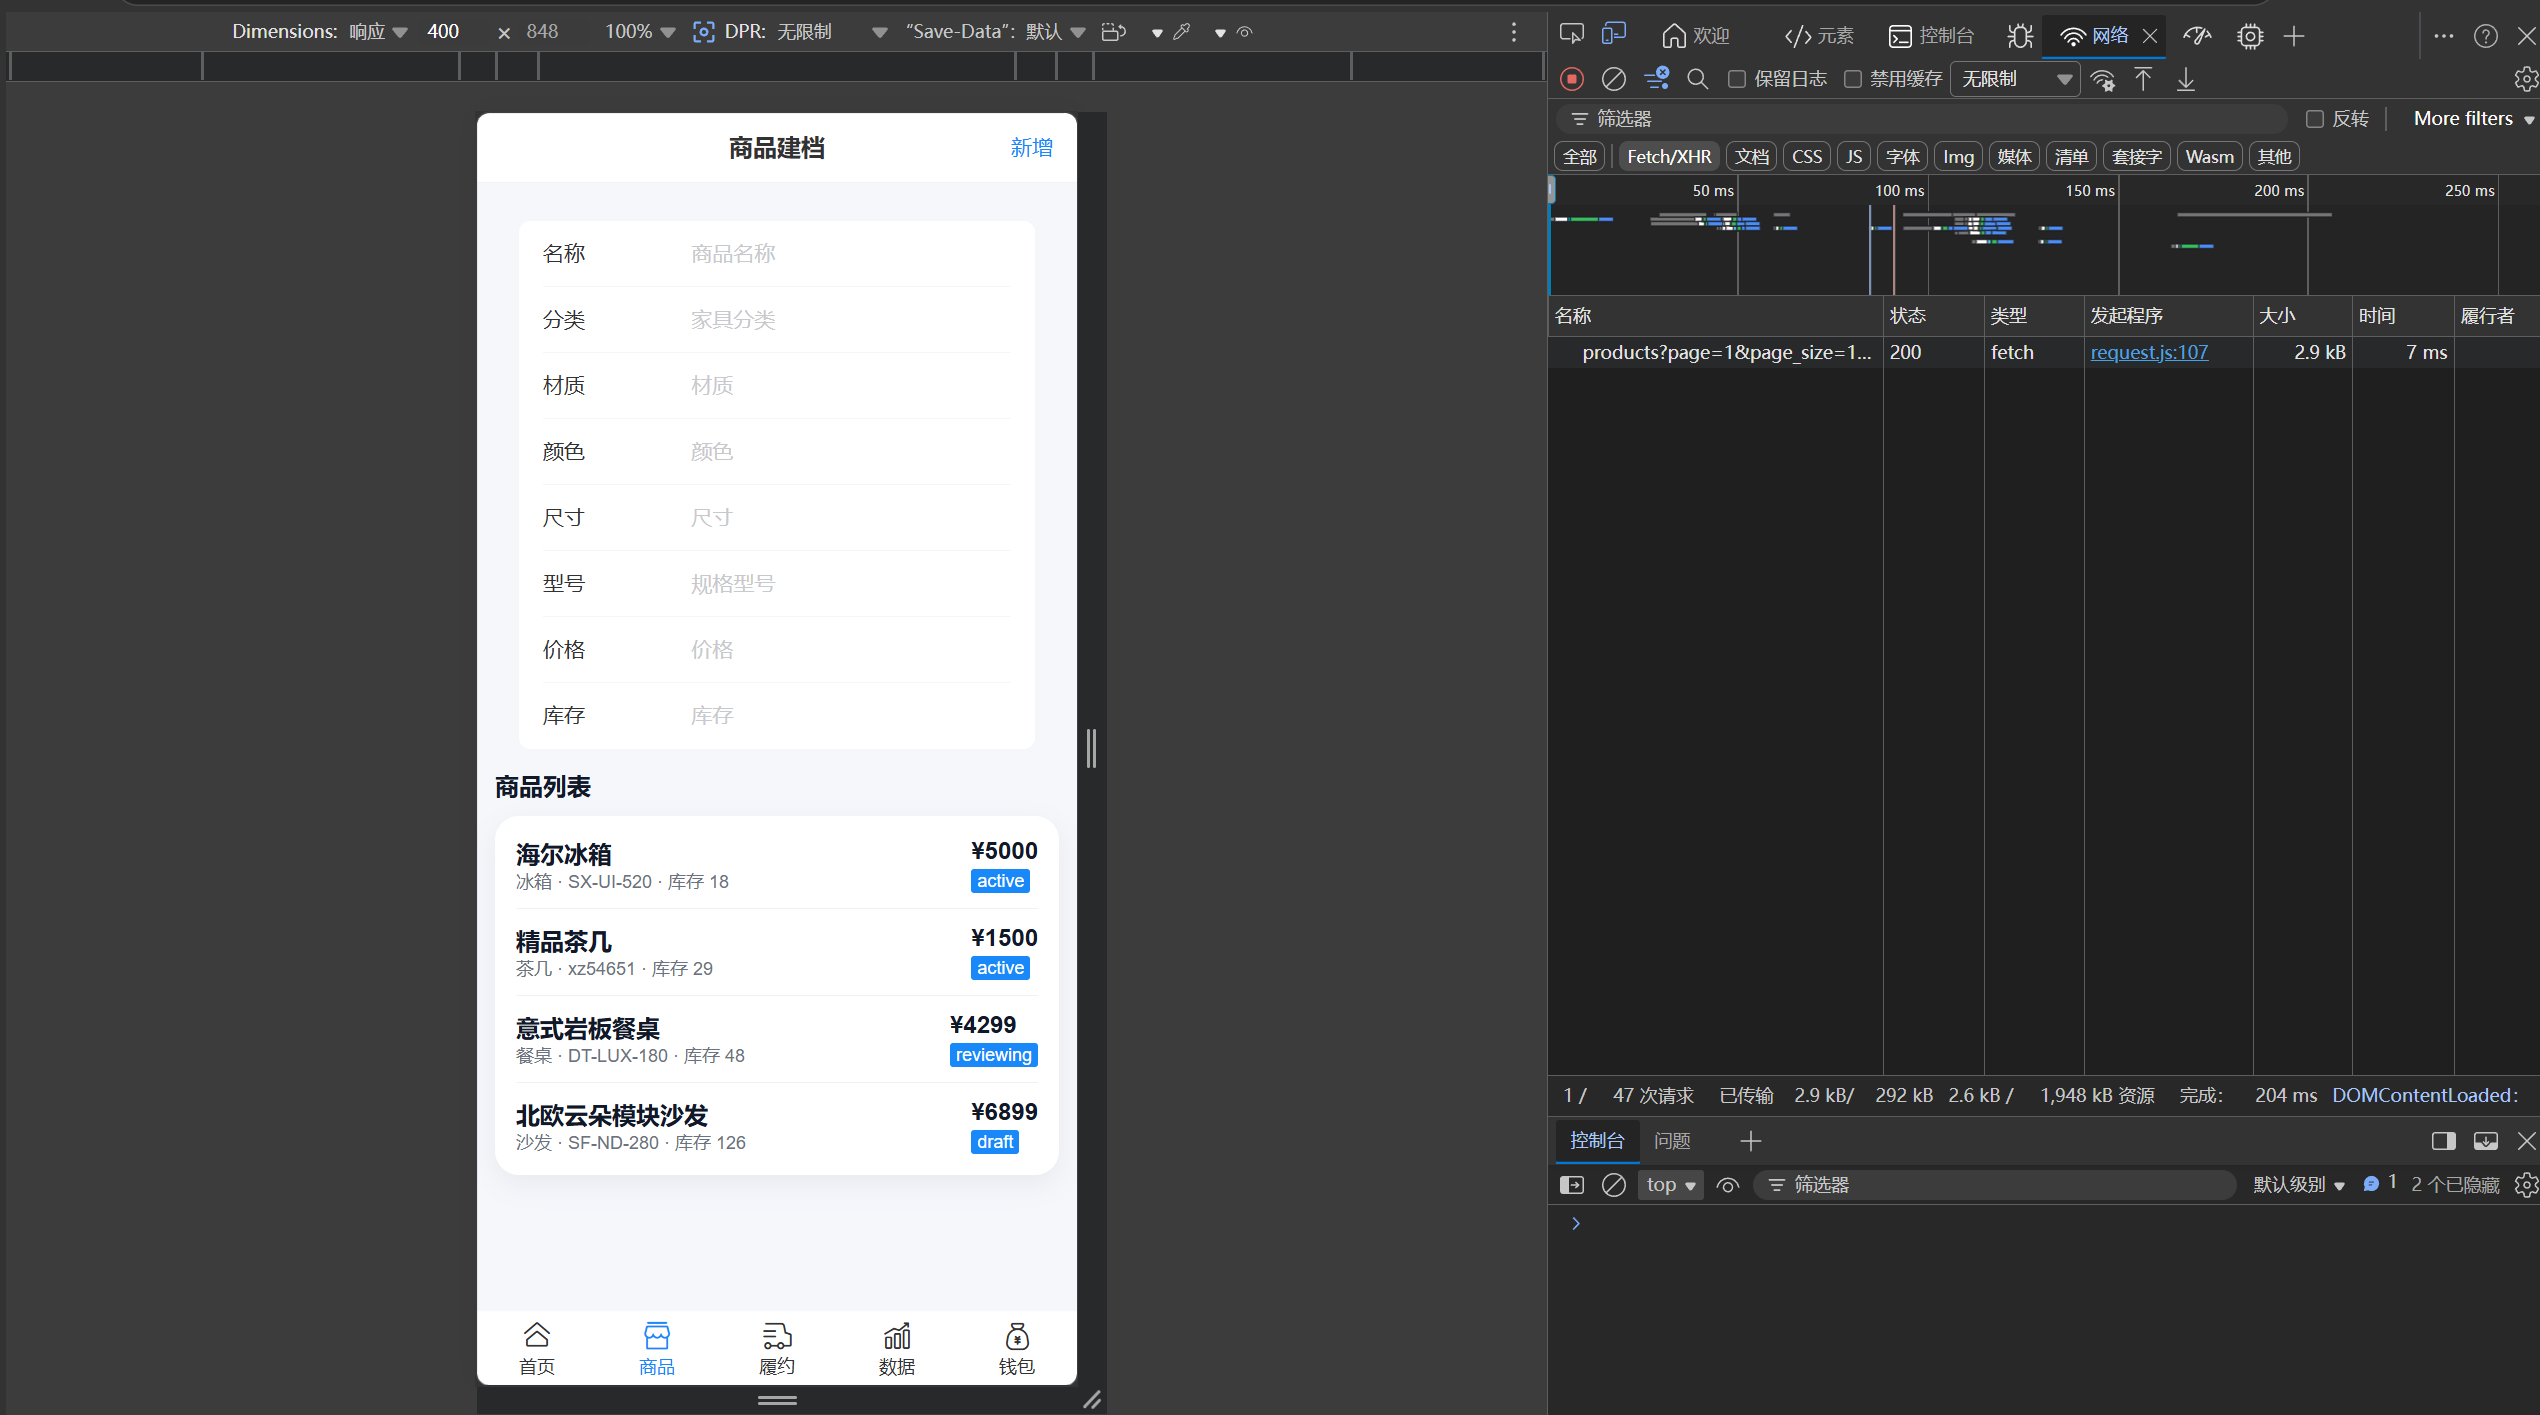 Dimensions: 响应 400 × 848 100% DPR: 无限制 “Save-Data”: 默认
商品建档 新增
名称 商品名称
分类 家具分类
材质 材质
颜色 颜色
尺寸 尺寸
型号 规格型号
价格 价格
库存 库存
商品列表
海尔冰箱 ¥5000
冰箱 · SX-UI-520 · 库存 18 active
精品茶几 ¥1500
茶几 · xz54651 · 库存 29 active
意式岩板餐桌 ¥4299
餐桌 · DT-LUX-180 · 库存 48 reviewing
北欧云朵模块沙发 ¥6899
沙发 · SF-ND-280 · 库存 126 draft
首页 商品 履约 数据 钱包
欢迎 元素 控制台 网络
保留日志 禁用缓存 无限制
筛选器 反转 More filters
全部 Fetch/XHR 文档 CSS JS 字体 Img 媒体 清单 套接字 Wasm 其他
50 ms 100 ms 150 ms 200 ms 250 ms
名称 状态 类型 发起程序 大小 时间 履行者
products?page=1&page_size=1... 200 fetch request.js:107 2.9 kB 7 ms
1 / 47 次请求 已传输 2.9 kB/ 292 kB 2.6 kB / 1,948 kB 资源 完成: 204 ms DOMContentLoaded:
控制台 问题
top 筛选器 默认级别 1 2 个已隐藏